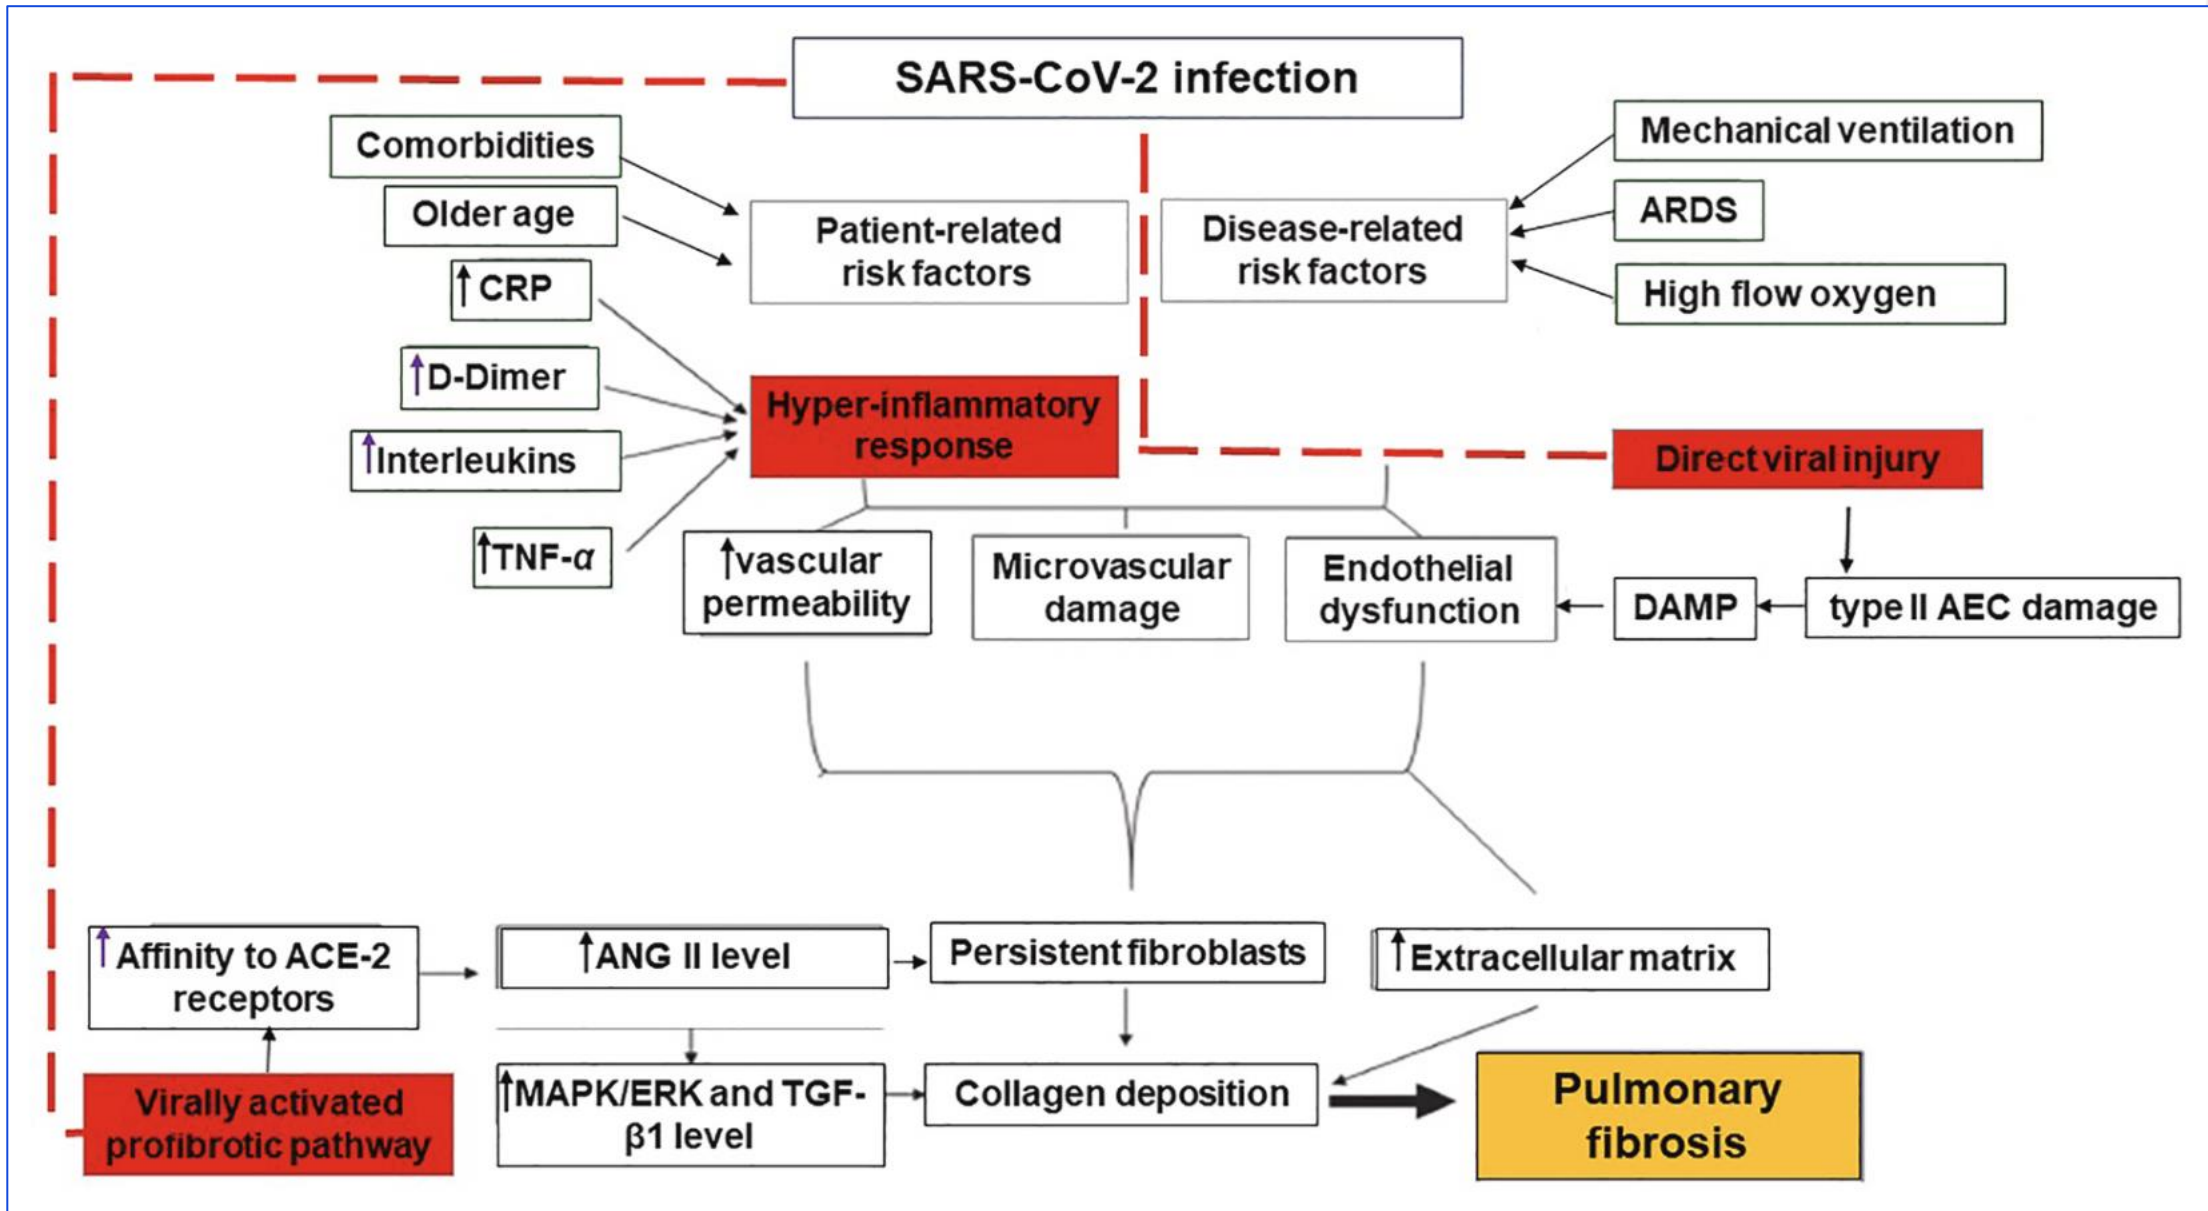 SARS-CoV-2 infection
Comorbidities
Older age
↑ CRP
↑D-Dimer
↑Interleukins
↑TNF-α
Patient-related
risk factors
Disease-related
risk factors
Mechanical ventilation
ARDS
High flow oxygen
Hyper-inflammatory
response
Direct viral injury
↑vascular
permeability
Microvascular
damage
Endothelial
dysfunction
DAMP
type II AEC damage
↑Affinity to ACE-2
receptors
↑ANG II level
Persistent fibroblasts
↑Extracellular matrix
Virally activated
profibrotic pathway
↑MAPK/ERK and TGF-
β1 level
Collagen deposition
Pulmonary
fibrosis